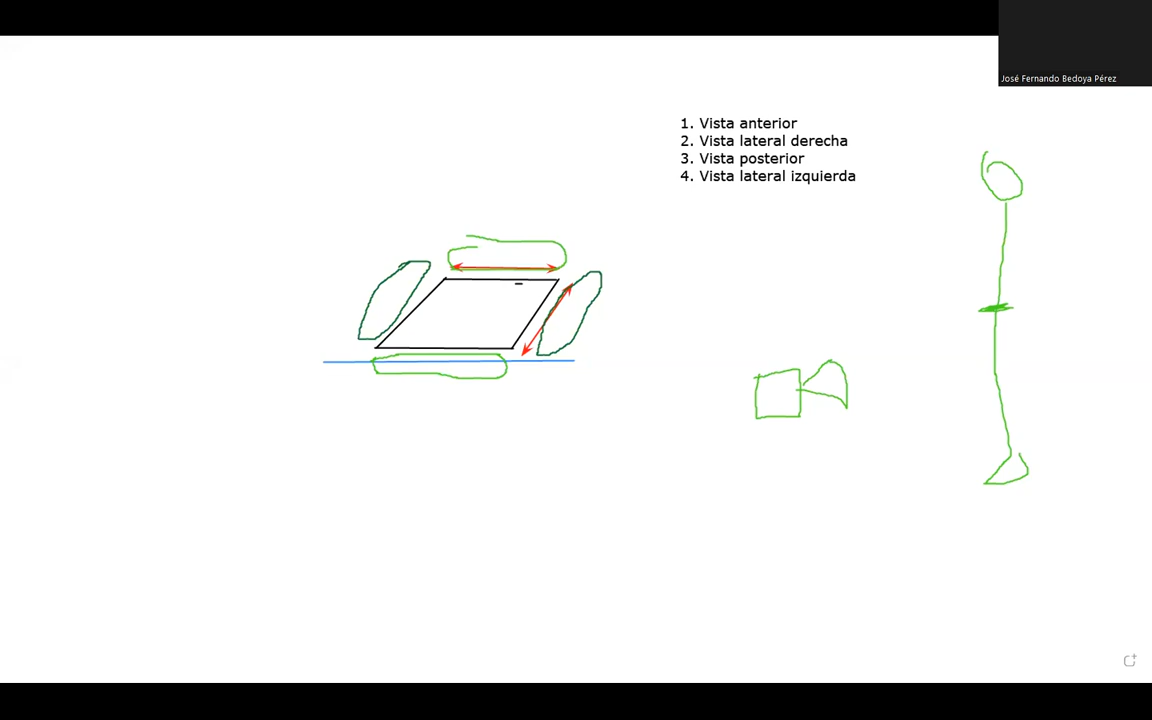 José Fernando Bedoya Pérez
1. Vista anterior
2. Vista lateral derecha
3. Vista posterior
4. Vista lateral izquierda